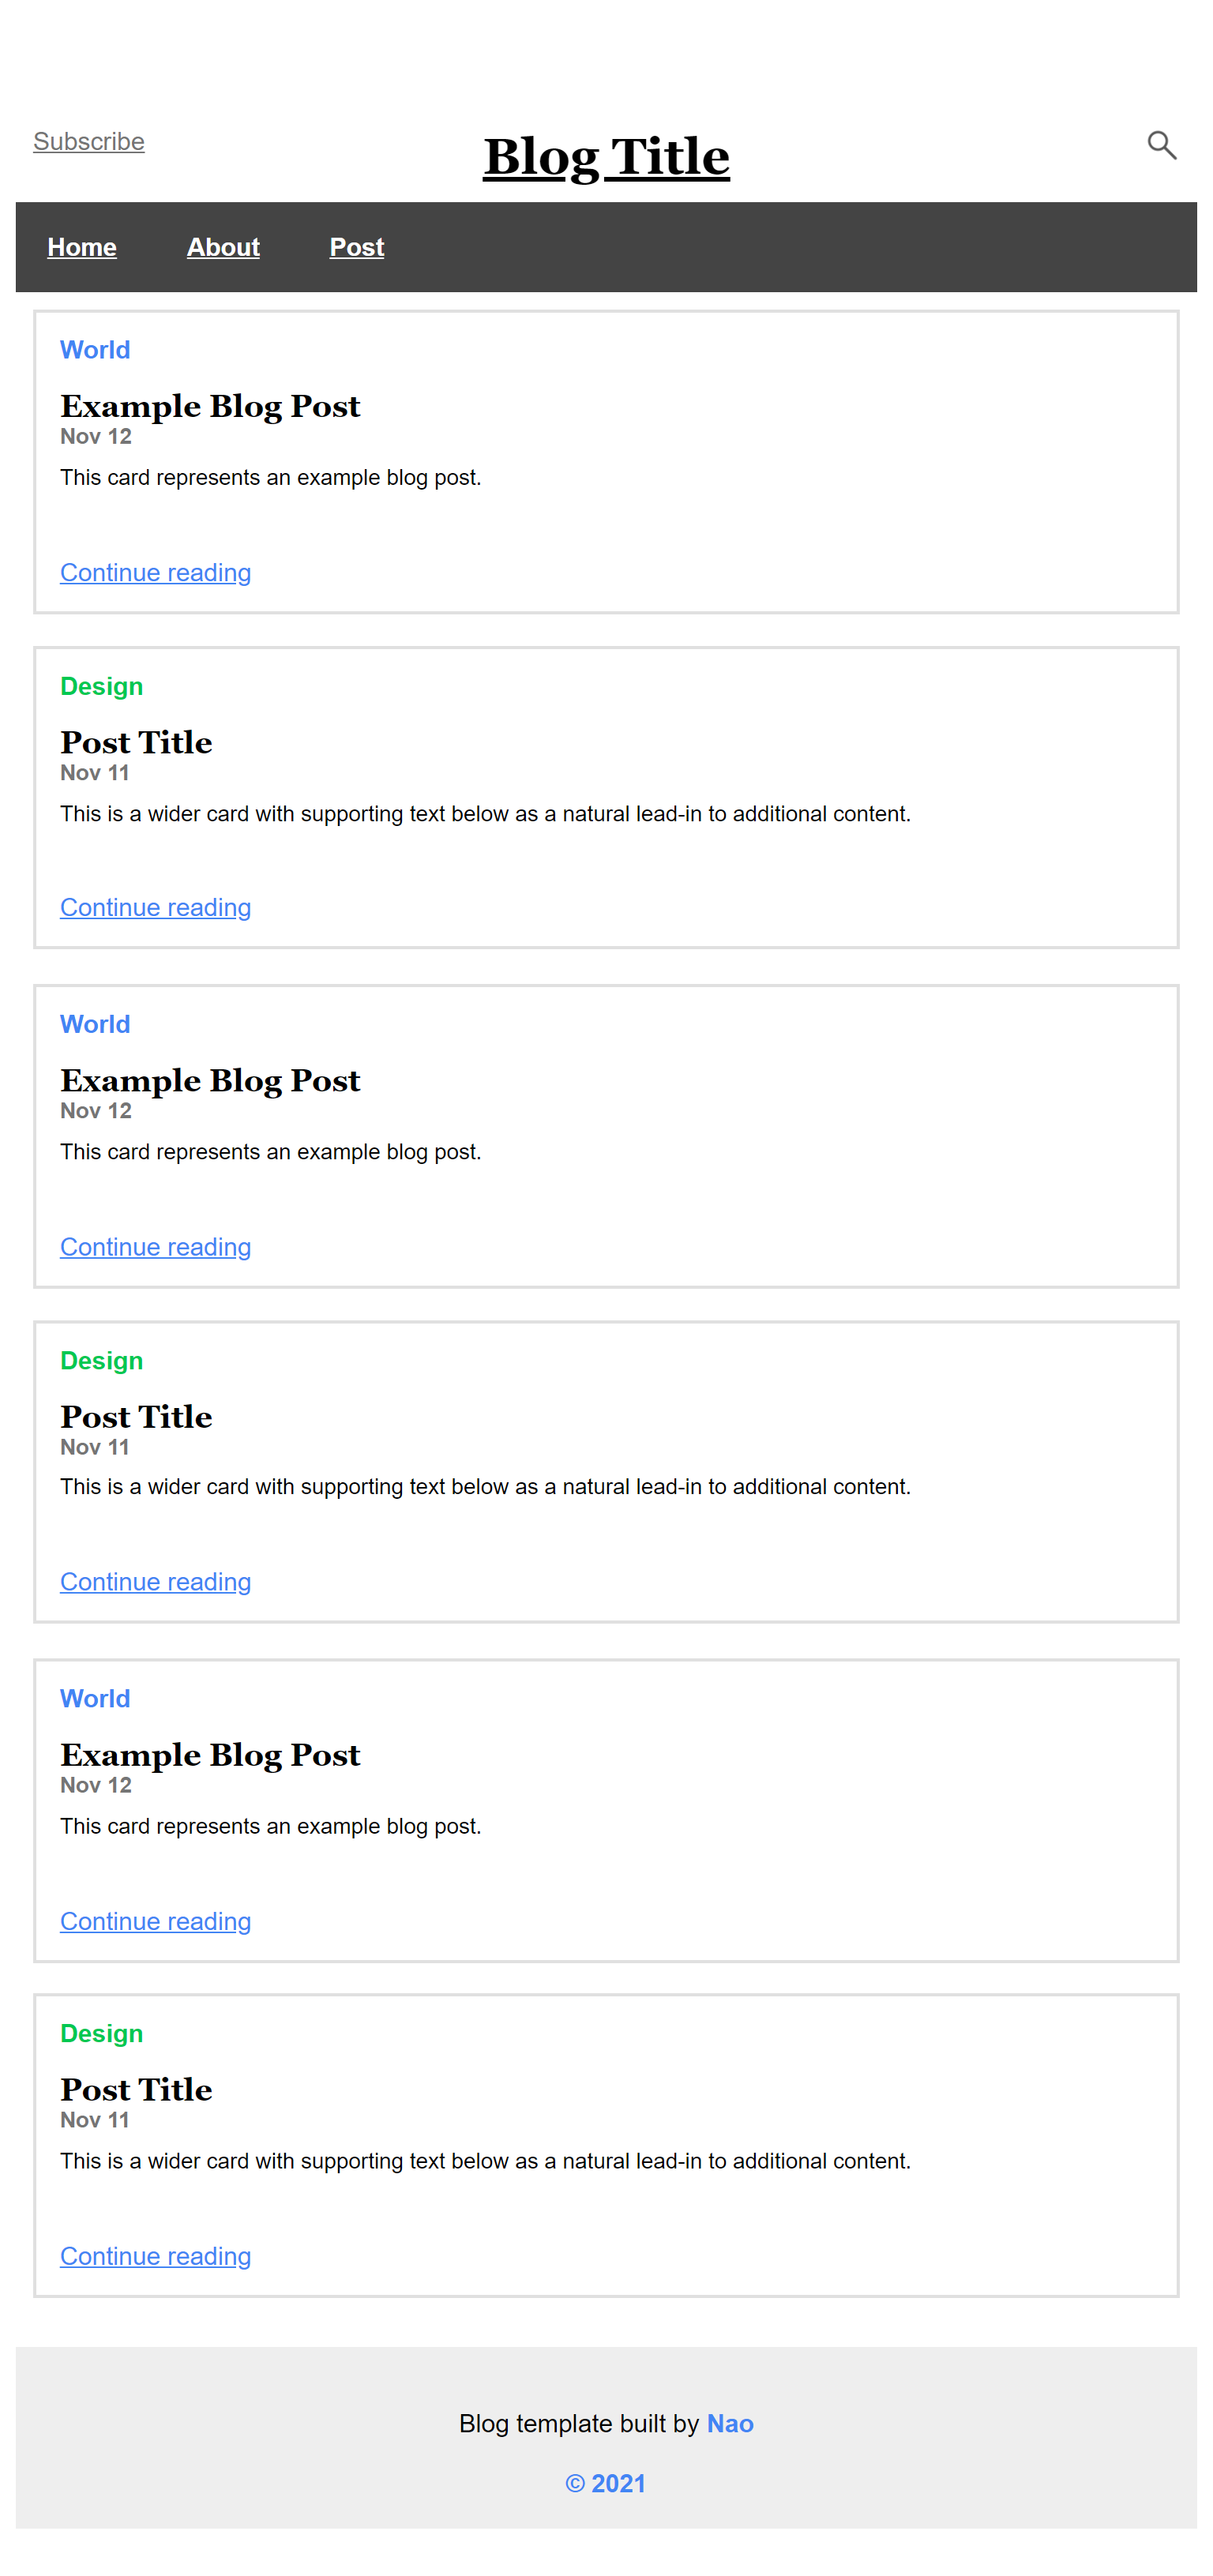 Subscribe
Blog Title
Home About Post
World
Example Blog Post
Nov 12
This card represents an example blog post.
Continue reading
Design
Post Title
Nov 11
This is a wider card with supporting text below as a natural lead-in to additional content.
Continue reading
World
Example Blog Post
Nov 12
This card represents an example blog post.
Continue reading
Design
Post Title
Nov 11
This is a wider card with supporting text below as a natural lead-in to additional content.
Continue reading
World
Example Blog Post
Nov 12
This card represents an example blog post.
Continue reading
Design
Post Title
Nov 11
This is a wider card with supporting text below as a natural lead-in to additional content.
Continue reading
Blog template built by Nao
© 2021